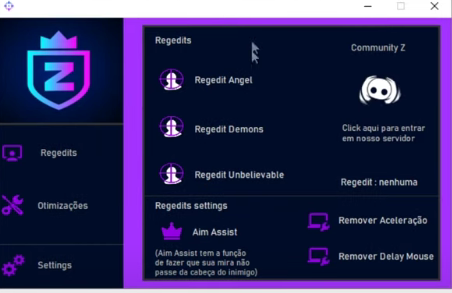 Z
Regedits
Otimizações
Settings
Regedits
Regedit Angel
Regedit Demons
Regedit Unbelievable
Community Z
Click aqui para entrar
em nosso servidor
Regedit : nenhuma
Regedits settings
Aim Assist
(Aim Assist tem a função
de fazer que sua mira não
passe da cabeça do inimigo)
Remover Aceleração
Remover Delay Mouse